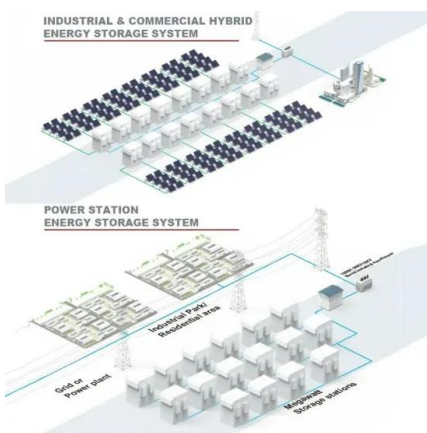 INDUSTRIAL & COMMERCIAL HYBRID
ENERGY STORAGE SYSTEM
POWER STATION
ENERGY STORAGE SYSTEM
Industrial Park/
Residential area
Grid or
Power plant
Megawatt
Storage stations